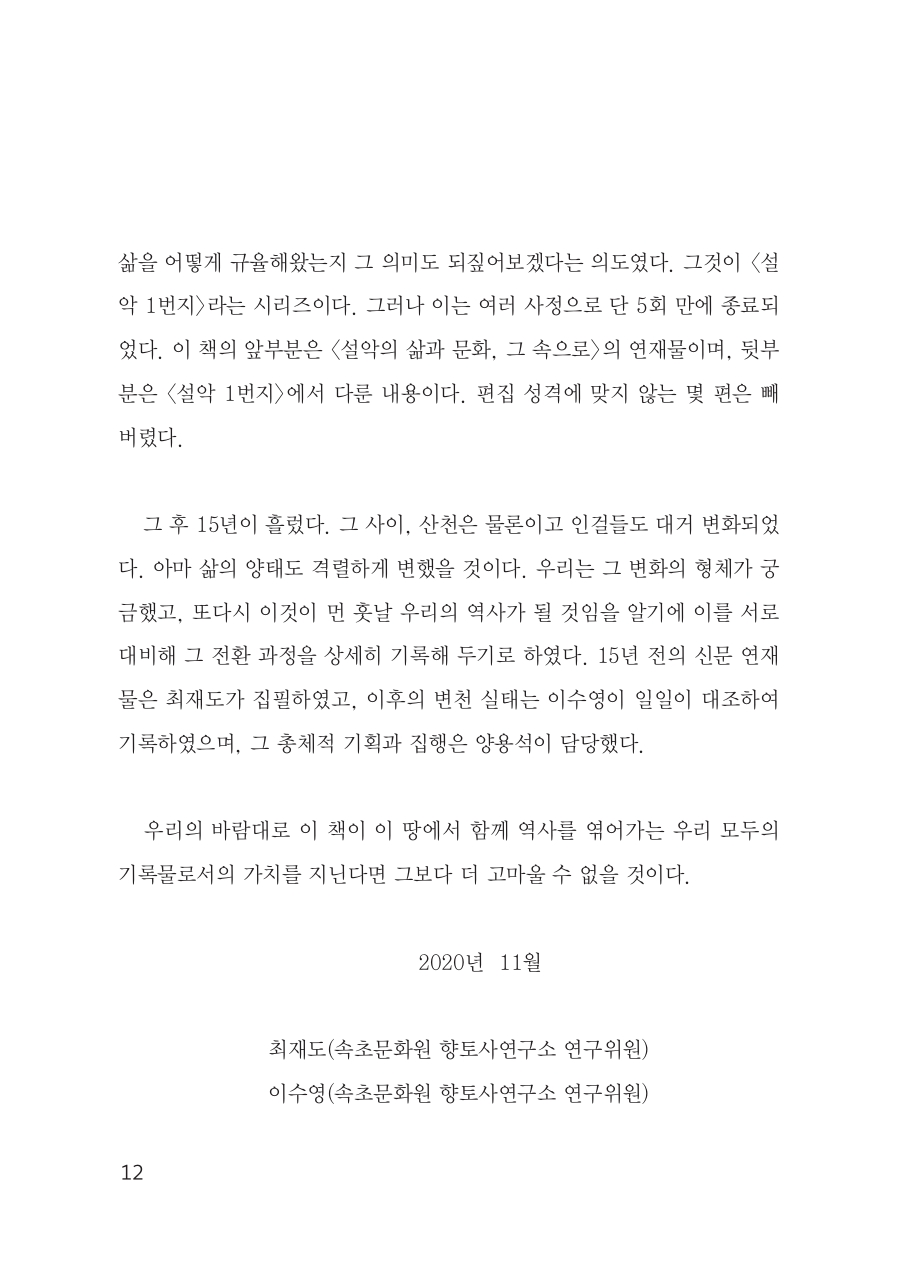 삶을 어떻게 규율해왔는지 그 의미도 되짚어보겠다는 의도였다. 그것이 〈설
악 1번지〉라는 시리즈이다. 그러나 이는 여러 사정으로 단 5회 만에 종료되
었다. 이 책의 앞부분은 〈설악의 삶과 문화, 그 속으로〉의 연재물이며, 뒷부
분은 〈설악 1번지〉에서 다룬 내용이다. 편집 성격에 맞지 않는 몇 편은 빼
버렸다.
그 후 15년이 흘렀다. 그 사이, 산천은 물론이고 인걸들도 대거 변화되었
다. 아마 삶의 양태도 격렬하게 변했을 것이다. 우리는 그 변화의 형체가 궁
금했고, 또다시 이것이 먼 훗날 우리의 역사가 될 것임을 알기에 이를 서로
대비해 그 전환 과정을 상세히 기록해 두기로 하였다. 15년 전의 신문 연재
물은 최재도가 집필하였고, 이후의 변천 실태는 이수영이 일일이 대조하여
기록하였으며, 그 총체적 기획과 집행은 양용석이 담당했다.
우리의 바람대로 이 책이 이 땅에서 함께 역사를 엮어가는 우리 모두의
기록물로서의 가치를 지닌다면 그보다 더 고마울 수 없을 것이다.
2020년 11월
최재도(속초문화원 향토사연구소 연구위원)
이수영(속초문화원 향토사연구소 연구위원)
12